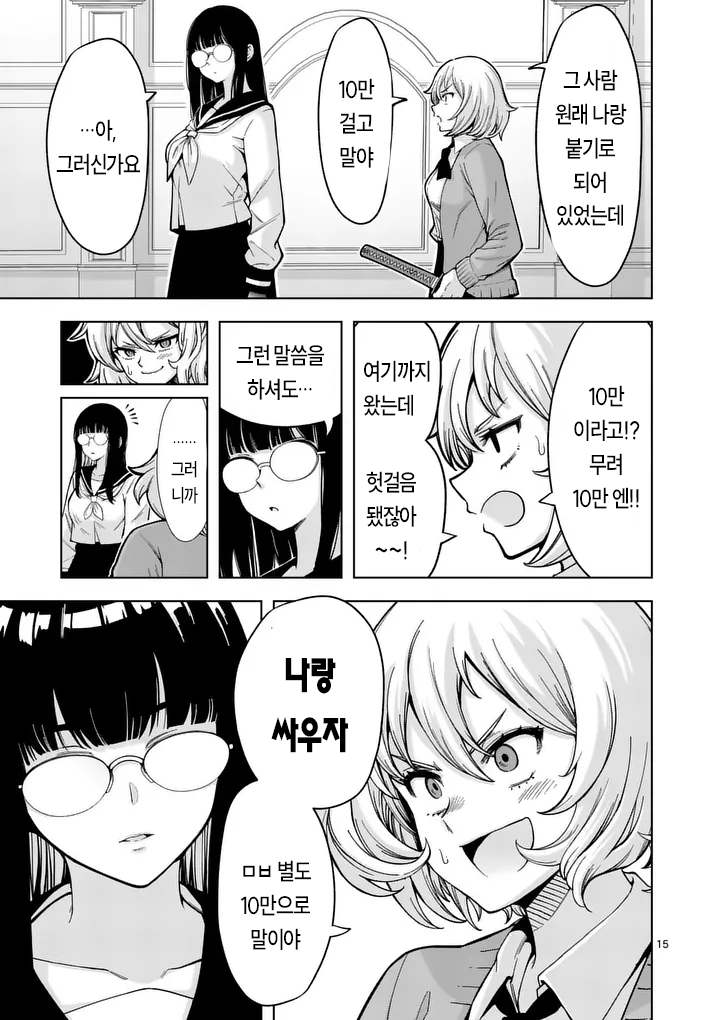 그 사람
원래 나랑
붙기로
되어
있었는데
10만
걸고
말야
…아,
그러신가요
10만
이라고!?
무려
10만 엔!!
여기까지
왔는데
헛걸음
됐잖아
~~!
그런 말씀을
하셔도…
……
그러
니까
나랑
싸우자
ㅁㅂ 별도
10만으로
말이야
15